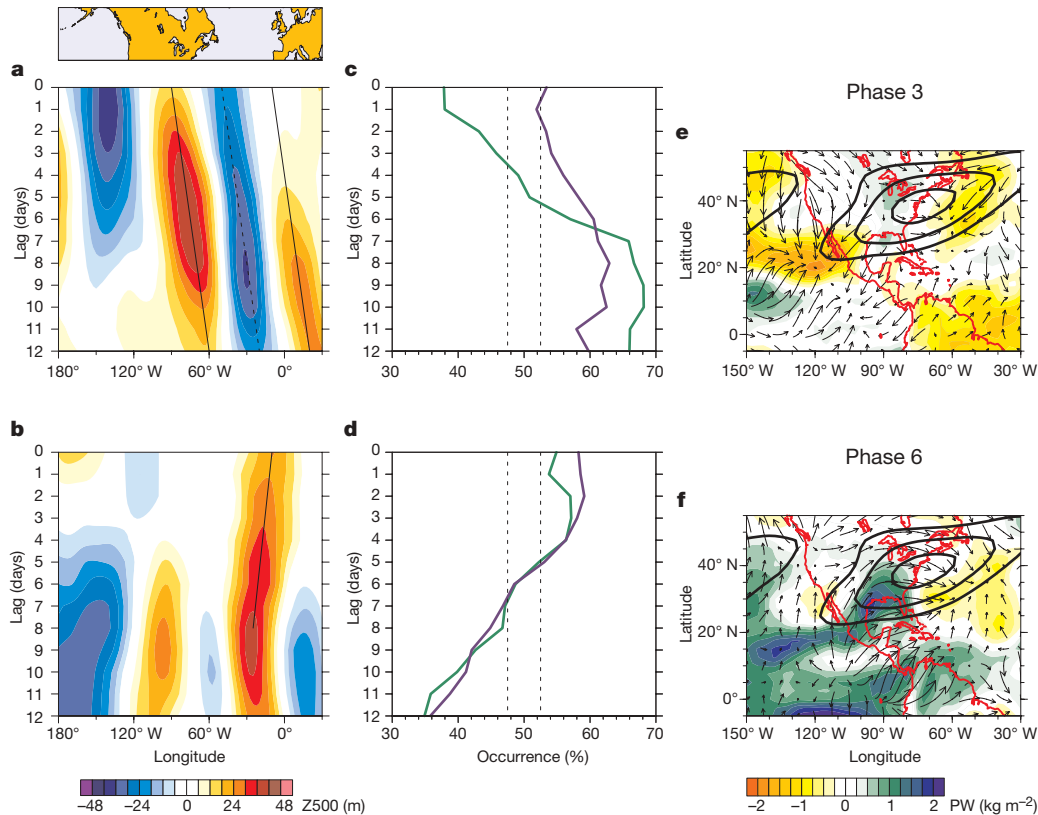 a
0
1
2
3
4
5
6
7
8
9
10
11
12
Lag (days)
180° 120° W 60° W 0°
b
0
1
2
3
4
5
6
7
8
9
10
11
12
Lag (days)
180° 120° W 60° W 0°
Longitude
−48 −24 0 24 48 Z500 (m)
c
0
1
2
3
4
5
6
7
8
9
10
11
12
Lag (days)
30 40 50 60 70
d
0
1
2
3
4
5
6
7
8
9
10
11
12
Lag (days)
30 40 50 60 70
Occurrence (%)
Phase 3
e
40° N
20° N
0
Latitude
150° W 120° W 90° W 60° W 30° W
Phase 6
f
40° N
20° N
0°
Latitude
150° W 120° W 90° W 60° W 30° W
Longitude
−2 −1 0 1 2 PW (kg m−2)